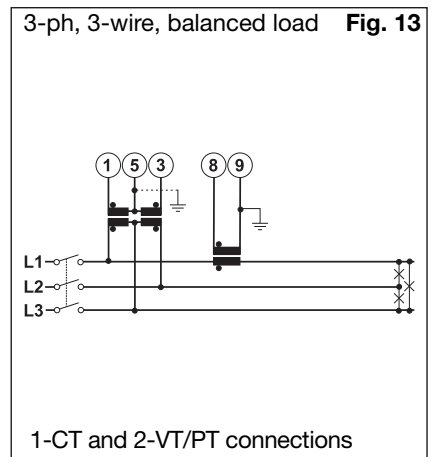 3-ph, 3-wire, balanced load Fig. 13
1 5 3 8 9
L1
L2
L3
1-CT and 2-VT/PT connections